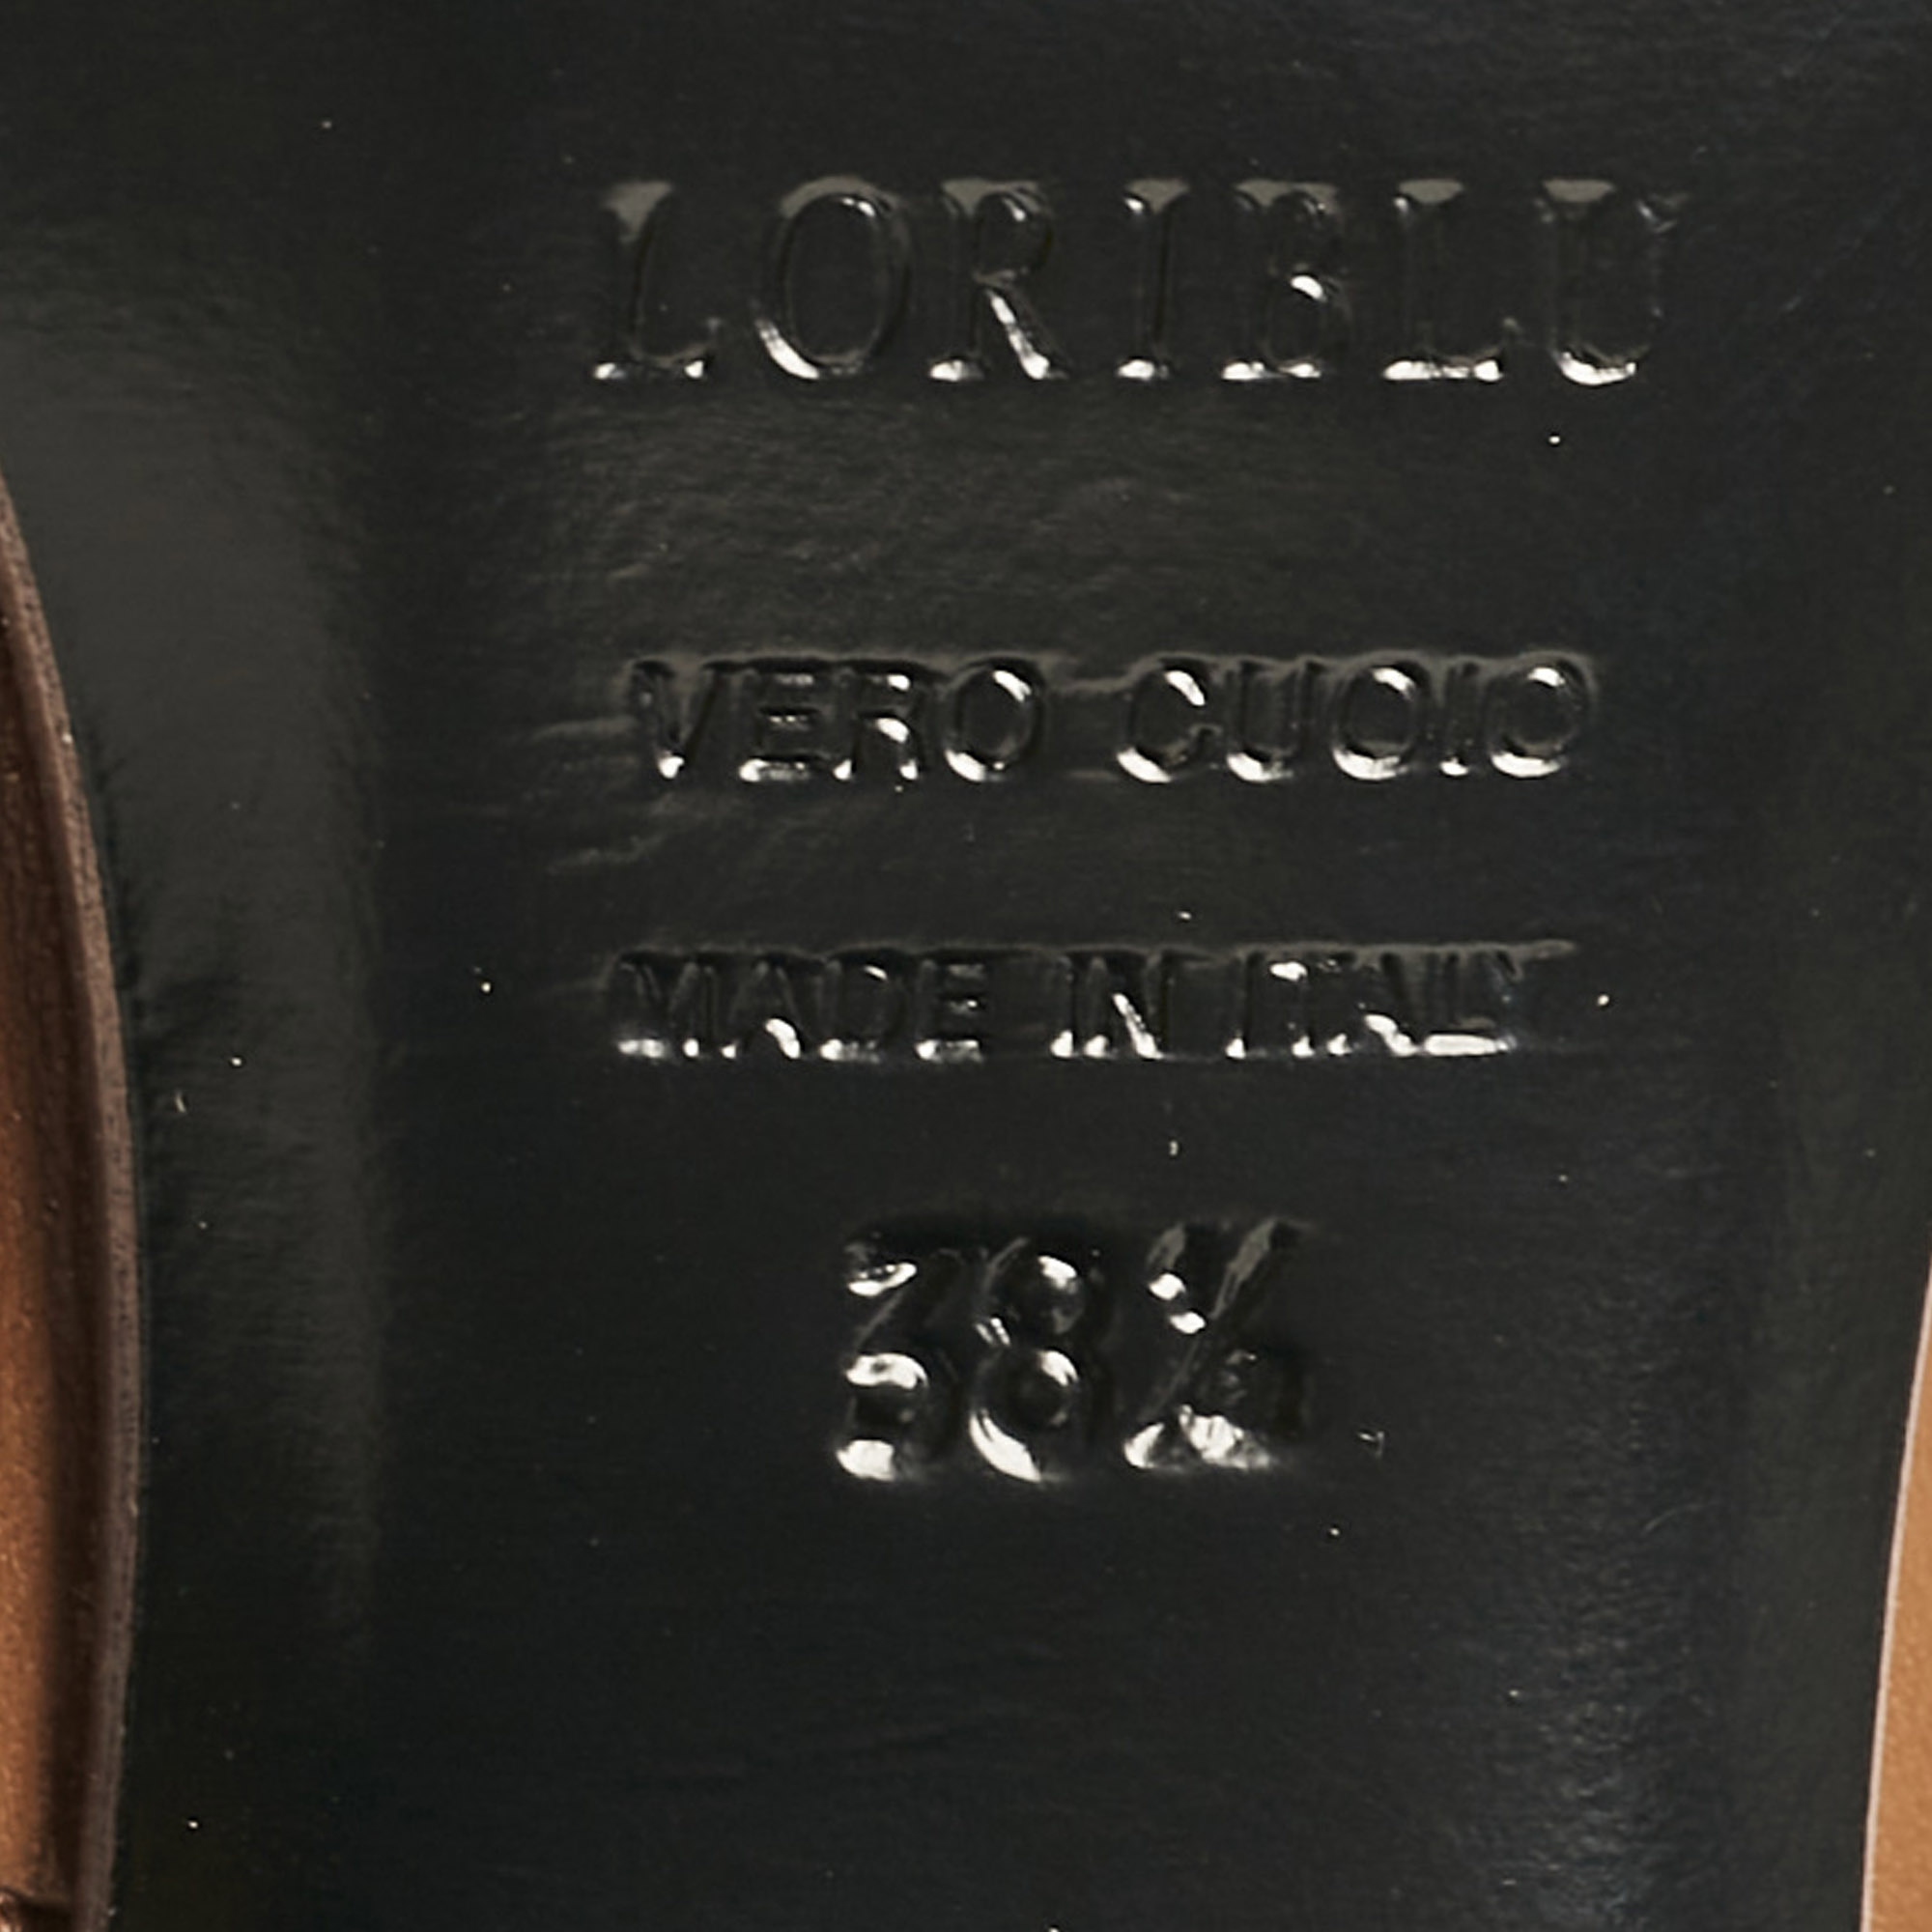 LORIBLU
VERO CUOIO
MADE IN ITALY
38½